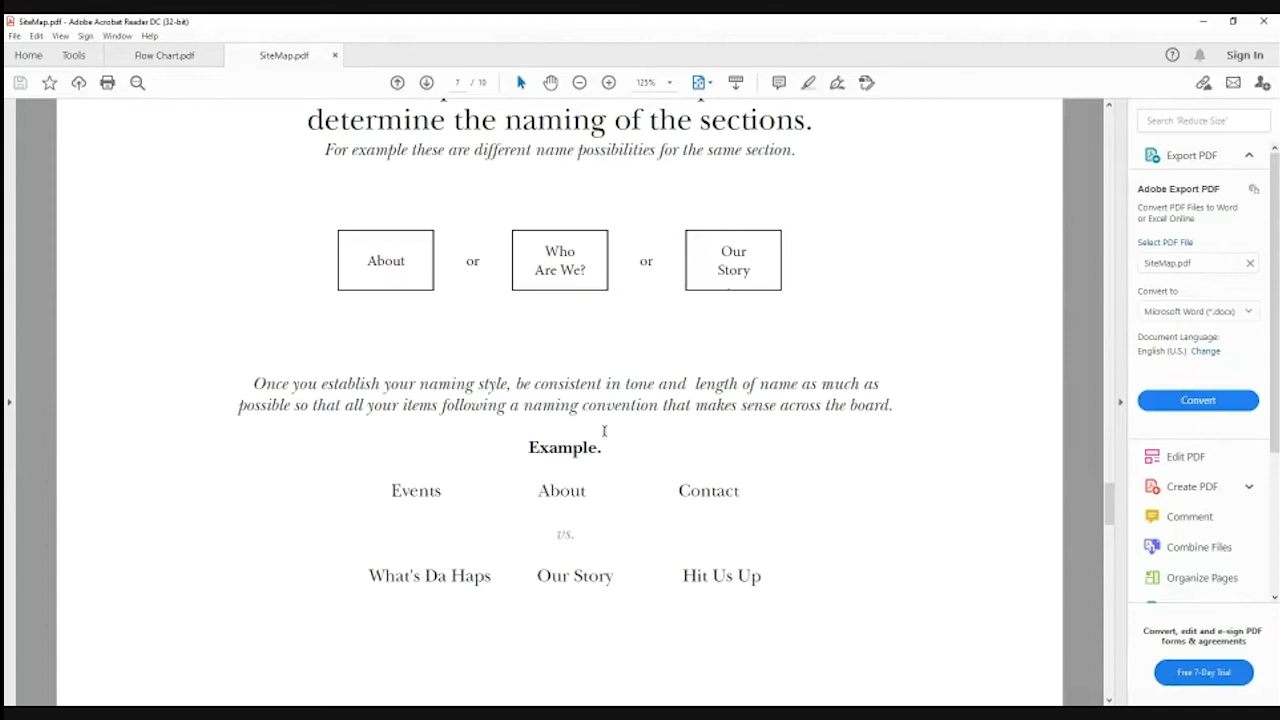 SiteMap.pdf - Adobe Acrobat Reader DC (32-bit)
File Edit View Sign Window Help
Home Tools Flow Chart.pdf SiteMap.pdf × Sign In
7 / 10 125%
determine the naming of the sections.
For example these are different name possibilities for the same section.
About or Who Are We? or Our Story
Once you establish your naming style, be consistent in tone and length of name as much as
possible so that all your items following a naming convention that makes sense across the board.
Example.
Events About Contact
vs.
What's Da Haps Our Story Hit Us Up
Search 'Reduce Size'
Export PDF
Adobe Export PDF
Convert PDF Files to Word
or Excel Online
Select PDF File
SiteMap.pdf
Convert to
Microsoft Word (*.docx)
Document Language:
English (U.S.) Change
Convert
Edit PDF
Create PDF
Comment
Combine Files
Organize Pages
Convert, edit and e-sign PDF
forms & agreements
Free 7-Day Trial